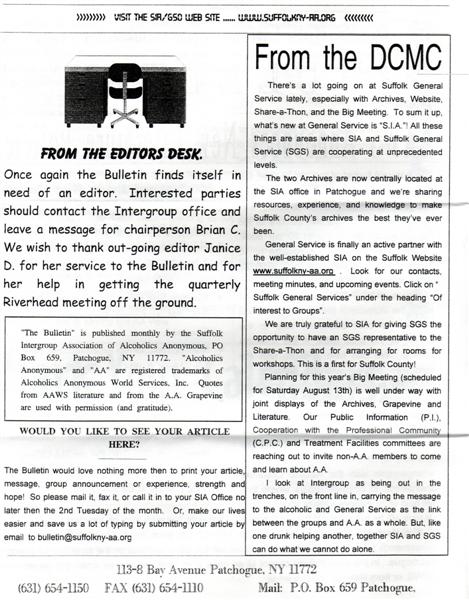 »»»»» VISIT THE SIA/GSO WEB SITE ...... WWW.SUFFOLKNY-AA.ORG «««««
FROM THE EDITORS DESK.
Once again the Bulletin finds itself in
need of an editor. Interested parties
should contact the Intergroup office and
leave a message for chairperson Brian C.
We wish to thank out-going editor Janice
D. for her service to the Bulletin and for
her help in getting the quarterly
Riverhead meeting off the ground.
"The Bulletin" is published monthly by the Suffolk
Intergroup Association of Alcoholics Anonymous, PO
Box 659, Patchogue, NY 11772. "Alcoholics
Anonymous" and "AA" are registered trademarks of
Alcoholics Anonymous World Services, Inc. Quotes
from AAWS literature and from the A.A. Grapevine
are used with permission (and gratitude).
WOULD YOU LIKE TO SEE YOUR ARTICLE
HERE?
The Bulletin would love nothing more then to print your article,
message, group announcement or experience, strength and
hope! So please mail it, fax it, or call it in to your SIA Office no
later then the 2nd Tuesday of the month. Or, make our lives
easier and save us a lot of typing by submitting your article by
email to bulletin@suffolkny-aa.org
From the DCMC
There's a lot going on at Suffolk General
Service lately, especially with Archives, Website,
Share-a-Thon, and the Big Meeting. To sum it up,
what's new at General Service is "S.I.A."! All these
things are areas where SIA and Suffolk General
Service (SGS) are cooperating at unprecedented
levels.
The two Archives are now centrally located at
the SIA office in Patchogue and we're sharing
resources, experience, and knowledge to make
Suffolk County's archives the best they've ever
been.
General Service is finally an active partner with
the well-established SIA on the Suffolk Website
www.suffolkny-aa.org . Look for our contacts,
meeting minutes, and upcoming events. Click on "
Suffolk General Services" under the heading "Of
interest to Groups".
We are truly grateful to SIA for giving SGS the
opportunity to have an SGS representative to the
Share-a-Thon and for arranging for rooms for
workshops. This is a first for Suffolk County!
Planning for this year's Big Meeting (scheduled
for Saturday August 13th) is well under way with
joint displays of the Archives, Grapevine and
Literature. Our Public Information (P.I.),
Cooperation with the Professional Community
(C.P.C.) and Treatment Facilities committees are
reaching out to inviting non-A.A. members to come
and learn about A.A.
I look at Intergroup as being out in the
trenches, on the front line in, carrying the message
to the alcoholic and General Service as the link
between the groups and A.A. as a whole. But, like
one drunk helping another, together SIA and SGS
can do what we cannot do alone.
113-8 Bay Avenue Patchogue, NY 11772
(631) 654-1150 FAX (631) 654-1110 Mail: P.O. Box 659 Patchogue,